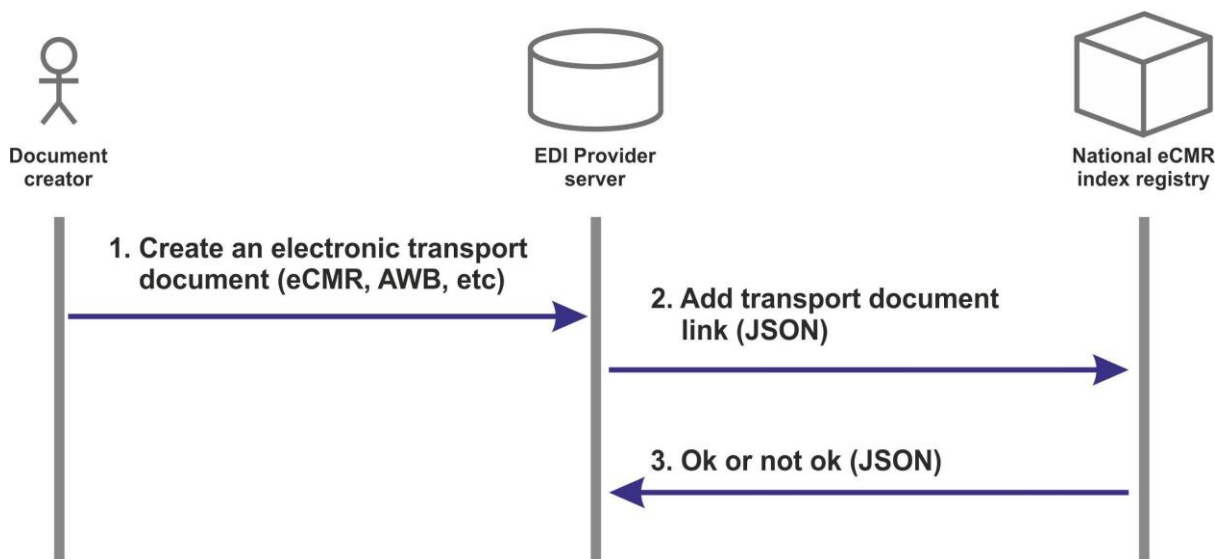 Document
creator
EDI Provider
server
National eCMR
index registry
1. Create an electronic transport
document (eCMR, AWB, etc)
2. Add transport document
link (JSON)
3. Ok or not ok (JSON)